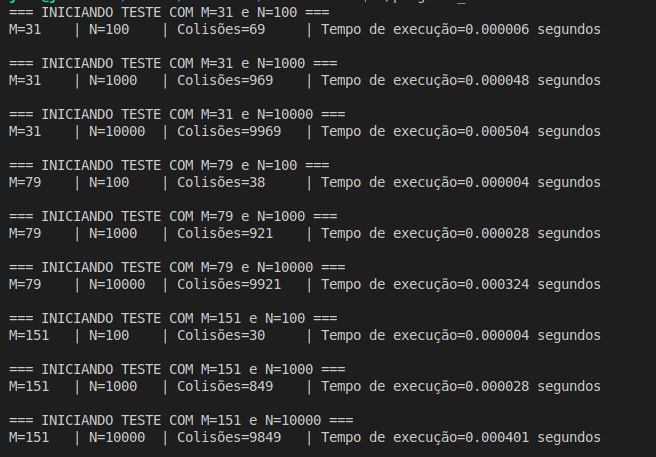 === INICIANDO TESTE COM M=31 e N=100 ===
M=31    | N=100    | Colisões=69     | Tempo de execução=0.000006 segundos
=== INICIANDO TESTE COM M=31 e N=1000 ===
M=31    | N=1000   | Colisões=969    | Tempo de execução=0.000048 segundos
=== INICIANDO TESTE COM M=31 e N=10000 ===
M=31    | N=10000  | Colisões=9969   | Tempo de execução=0.000504 segundos
=== INICIANDO TESTE COM M=79 e N=100 ===
M=79    | N=100    | Colisões=38     | Tempo de execução=0.000004 segundos
=== INICIANDO TESTE COM M=79 e N=1000 ===
M=79    | N=1000   | Colisões=921    | Tempo de execução=0.000028 segundos
=== INICIANDO TESTE COM M=79 e N=10000 ===
M=79    | N=10000  | Colisões=9921   | Tempo de execução=0.000324 segundos
=== INICIANDO TESTE COM M=151 e N=100 ===
M=151   | N=100    | Colisões=30     | Tempo de execução=0.000004 segundos
=== INICIANDO TESTE COM M=151 e N=1000 ===
M=151   | N=1000   | Colisões=849    | Tempo de execução=0.000028 segundos
=== INICIANDO TESTE COM M=151 e N=10000 ===
M=151   | N=10000  | Colisões=9849   | Tempo de execução=0.000401 segundos